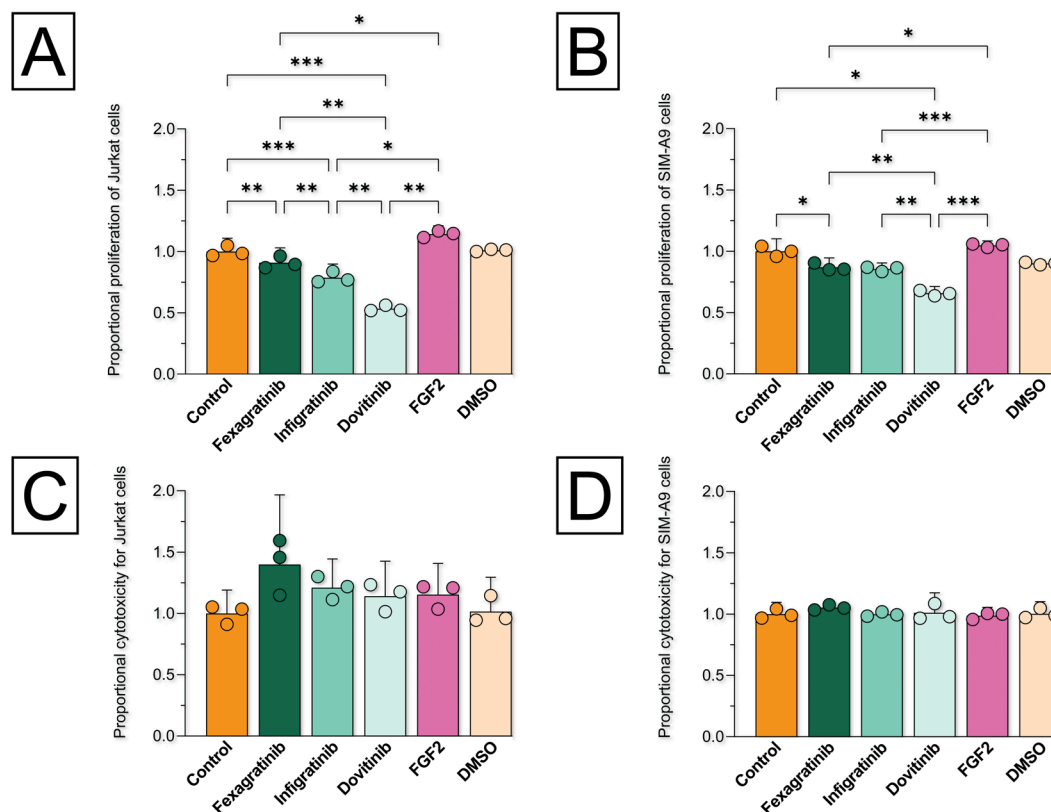 A
Proportional proliferation of Jurkat cells
*
***
**
*** *
** ** ** **
2.0
1.5
1.0
0.5
0.0
Control
Fexagratinib
Infigratinib
Dovitinib
FGF2
DMSO
B
Proportional proliferation of SIM-A9 cells
*
*
***
**
* ** ***
2.0
1.5
1.0
0.5
0.0
Control
Fexagratinib
Infigratinib
Dovitinib
FGF2
DMSO
C
Proportional cytotoxicity for Jurkat cells
2.0
1.5
1.0
0.5
0.0
Control
Fexagratinib
Infigratinib
Dovitinib
FGF2
DMSO
D
Proportional cytotoxicity for SIM-A9 cells
2.0
1.5
1.0
0.5
0.0
Control
Fexagratinib
Infigratinib
Dovitinib
FGF2
DMSO